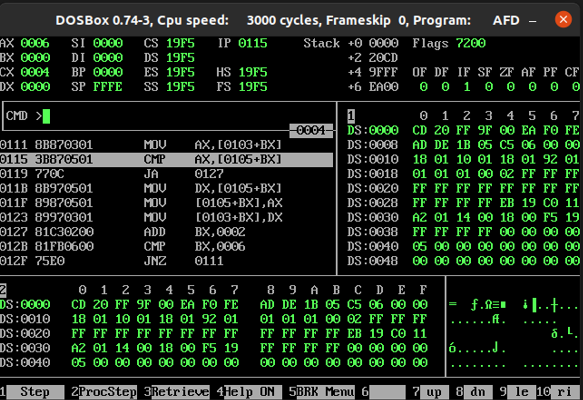 DOSBox 0.74-3, Cpu speed: 3000 cycles, Frameskip 0, Program: AFD
AX 0006 SI 0000 CS 19F5 IP 0115 Stack +0 0000 Flags 7200
BX 0000 DI 0000 DS 19F5 +2 20CD
CX 0004 BP 0000 ES 19F5 HS 19F5 +4 9FFF OF DF IF SF ZF AF PF CF
DX 0000 SP FFFE SS 19F5 FS 19F5 +6 EA00 0 0 1 0 0 0 0 0
CMD >
0004
0111 8B870301 MOV AX,[0103+BX]
0115 3B870501 CMP AX,[0105+BX]
0119 770C JA 0127
011B 8B970501 MOV DX,[0105+BX]
011F 89870501 MOV [0105+BX],AX
0123 89970301 MOV [0103+BX],DX
0127 81C30200 ADD BX,0002
012B 81FB0600 CMP BX,0006
012F 75E0 JNZ 0111
1 0 1 2 3 4 5 6 7
DS:0000 CD 20 FF 9F 00 EA F0 FE
DS:0008 AD DE 1B 05 C5 06 00 00
DS:0010 18 01 10 01 18 01 92 01
DS:0018 01 01 01 00 02 FF FF FF
DS:0020 FF FF FF FF FF FF FF FF
DS:0028 FF FF FF FF EB 19 C0 11
DS:0030 A2 01 14 00 18 00 F5 19
DS:0038 FF FF FF FF 00 00 00 00
DS:0040 05 00 00 00 00 00 00 00
DS:0048 00 00 00 00 00 00 00 00
2 0 1 2 3 4 5 6 7 8 9 A B C D E F
DS:0000 CD 20 FF 9F 00 EA F0 FE AD DE 1B 05 C5 06 00 00
DS:0010 18 01 10 01 18 01 92 01 01 01 01 00 02 FF FF FF
DS:0020 FF FF FF FF FF FF FF FF FF FF FF FF EB 19 C0 11
DS:0030 A2 01 14 00 18 00 F5 19 FF FF FF FF 00 00 00 00
DS:0040 05 00 00 00 00 00 00 00 00 00 00 00 00 00 00 00
1 Step 2 ProcStep 3 Retrieve 4 Help ON 5 BRK Menu 6 7 up 8 dn 9 le 10 ri